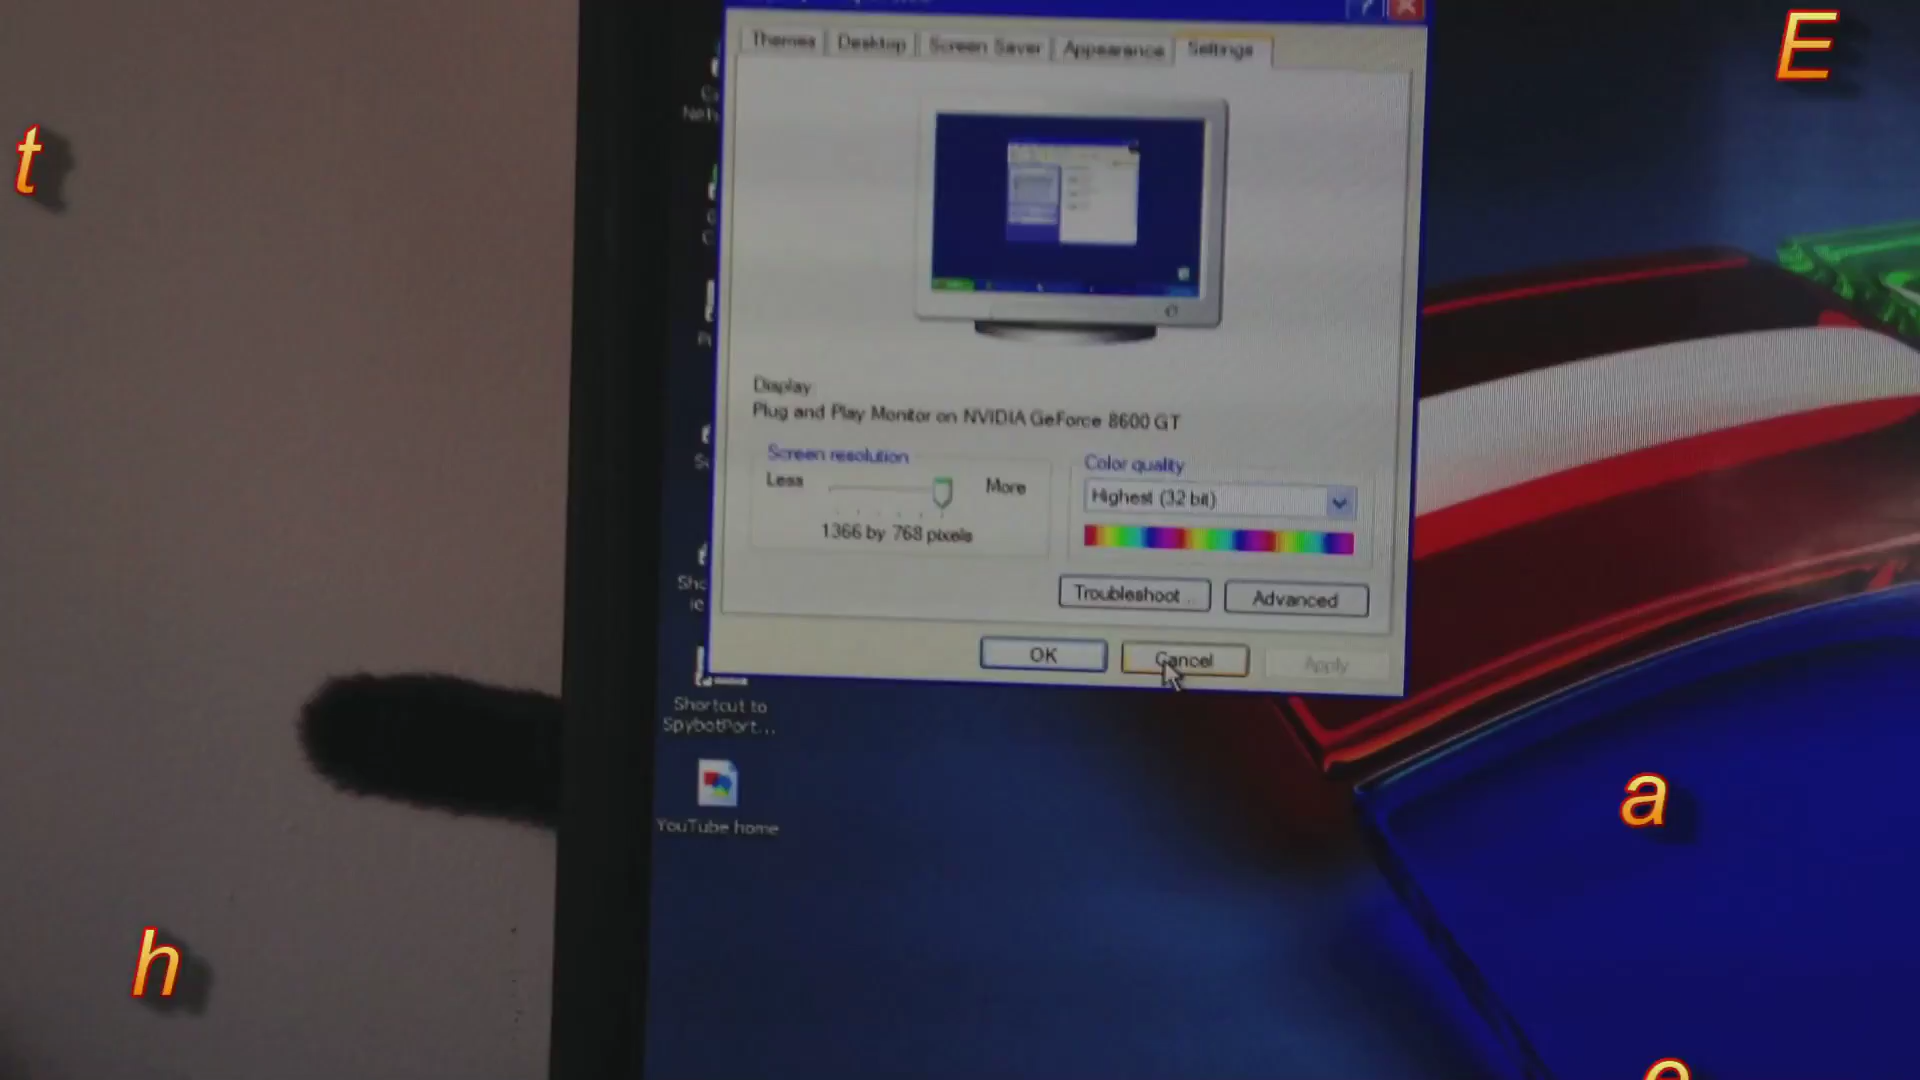 E
Themes Desktop Screen Saver Appearance Settings
t
Display:
Plug and Play Monitor on NVIDIA GeForce 8600 GT
Screen resolution
Less More
1366 by 768 pixels
Color quality
Highest (32 bit)
Troubleshoot... Advanced
OK Cancel Apply
Shortcut to
SpybotPort...
YouTube home
a
h